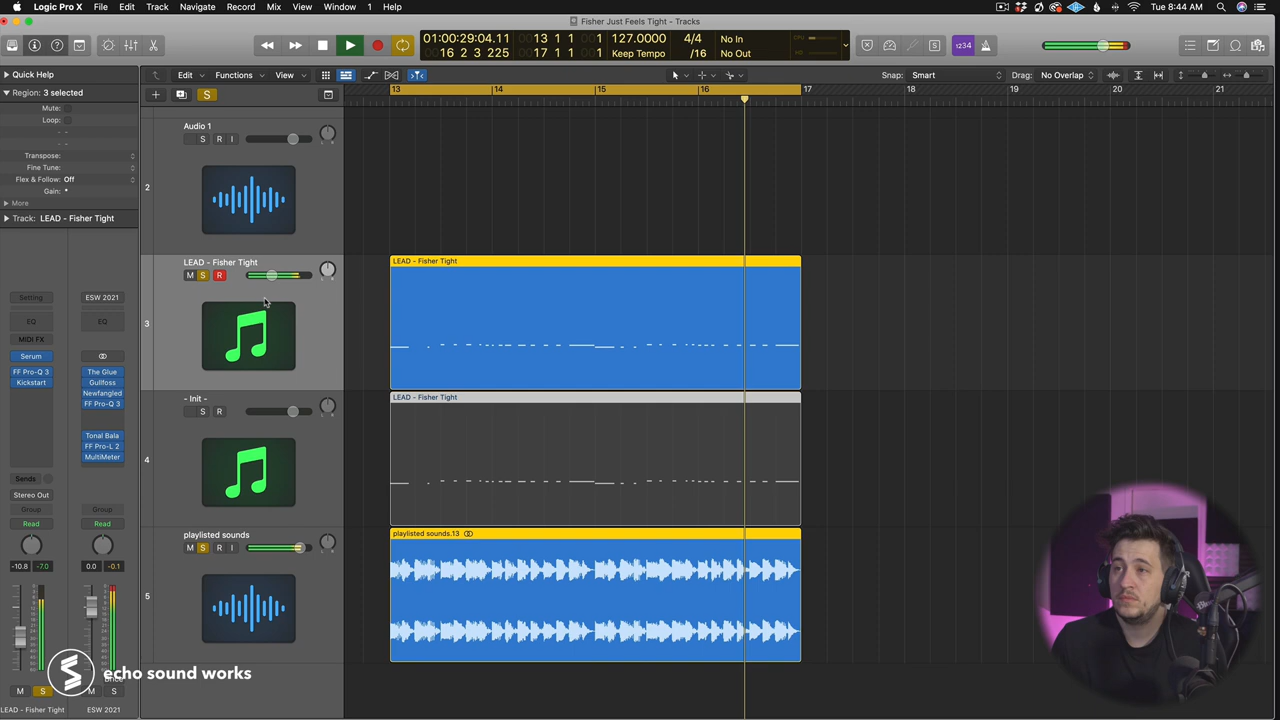 Logic Pro X File Edit Track Navigate Record Mix View Window 1 Help Tue 8:44 AM
Fisher Just Feels Tight - Tracks
01:00:29:04.11 13 1 1 127.0000 4/4 No In CPU
16 2 3 225 17 1 1 Keep Tempo /16 No Out HD
1234
Quick Help
Edit Functions View Snap: Smart Drag: No Overlap
Region: 3 selected
S
13 14 15 16 17 18 19 20 21
Mute:
Loop:
Transpose:
Fine Tune:
Flex & Follow: Off
Gain:
More
Track: LEAD - Fisher Tight
Audio 1
S R I
2
LEAD - Fisher Tight
M S R
3
LEAD - Fisher Tight
- Init -
S R
4
LEAD - Fisher Tight
playlisted sounds
M S R I
5
playlisted sounds.13
Setting ESW 2021
EQ EQ
MIDI FX
Serum
FF Pro-Q 3 The Glue
Kickstart Gullfoss
Newfangled
FF Pro-Q 3
Tonal Bala
FF Pro-L 2
MultiMeter
Sends
Stereo Out
Group Group
Read Read
-10.8 -7.0 0.0 -0.1
echo sound works
M S M S
LEAD - Fisher Tight ESW 2021